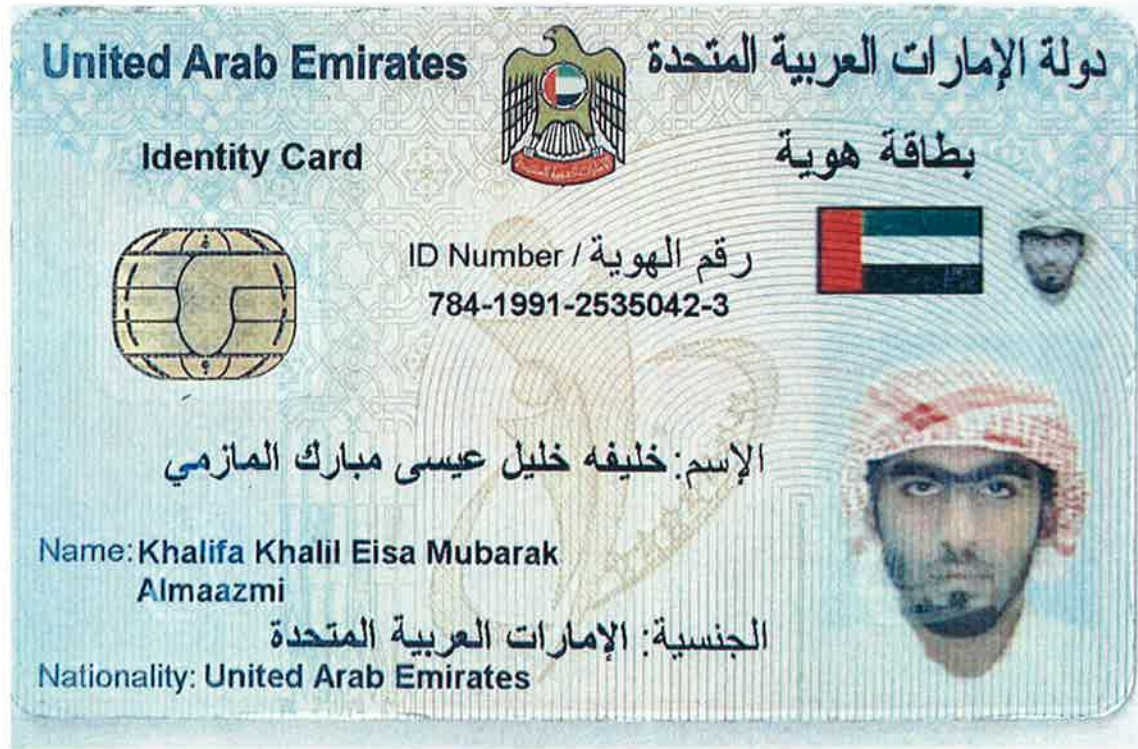 United Arab Emirates
دولة الإمارات العربية المتحدة
Identity Card
بطاقة هوية
ID Number / رقم الهوية
784-1991-2535042-3
الإسم: خليفه خليل عيسى مبارك المازمي
Name: Khalifa Khalil Eisa Mubarak
Almaazmi
الجنسية: الإمارات العربية المتحدة
Nationality: United Arab Emirates